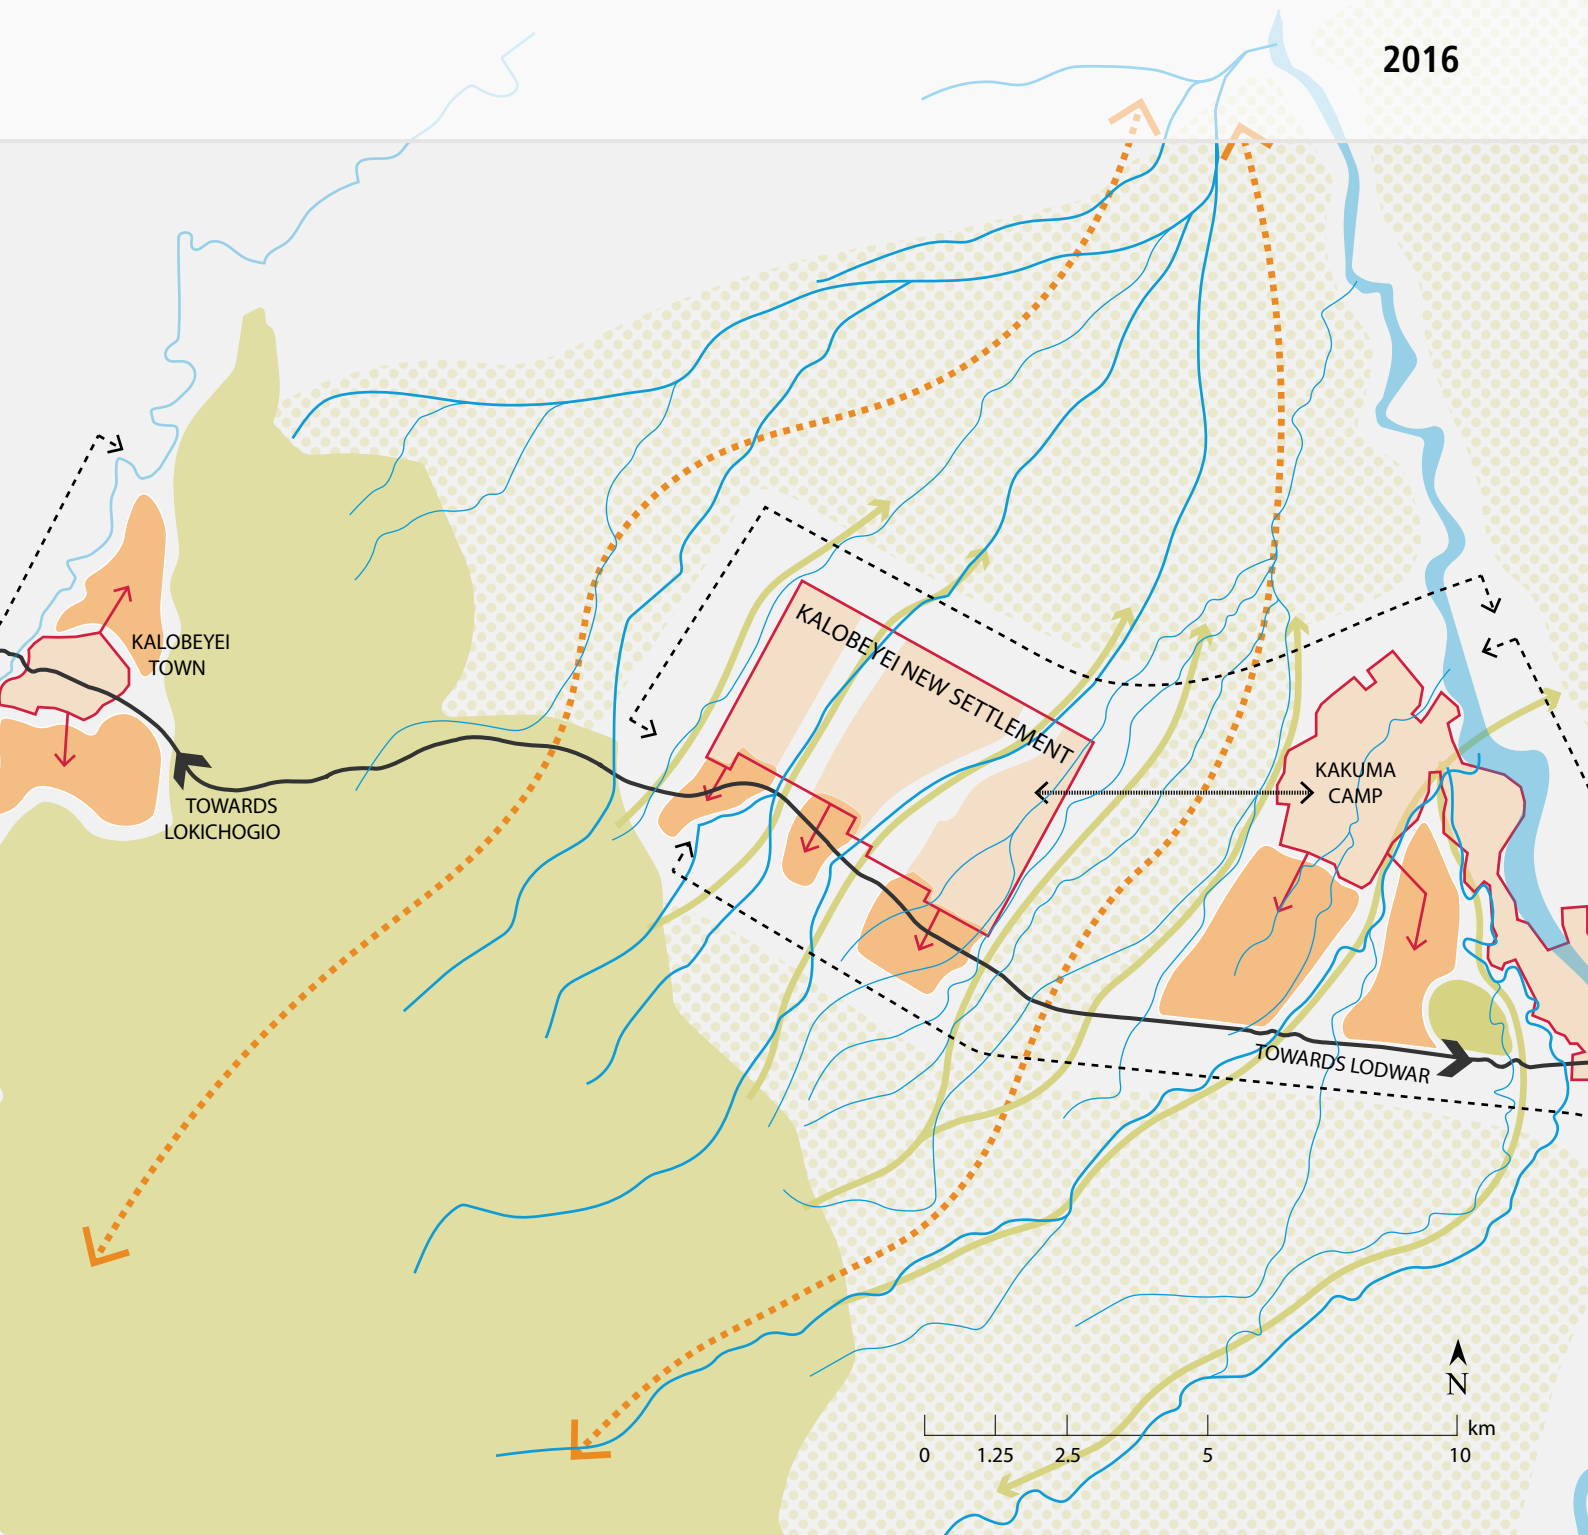 2016
KALOBEYEI
TOWN
KALOBEYEI NEW SETTLEMENT
KAKUMA
CAMP
TOWARDS
LOKICHOGIO
TOWARDS LODWAR
N
km
0 1.25 2.5 5 10